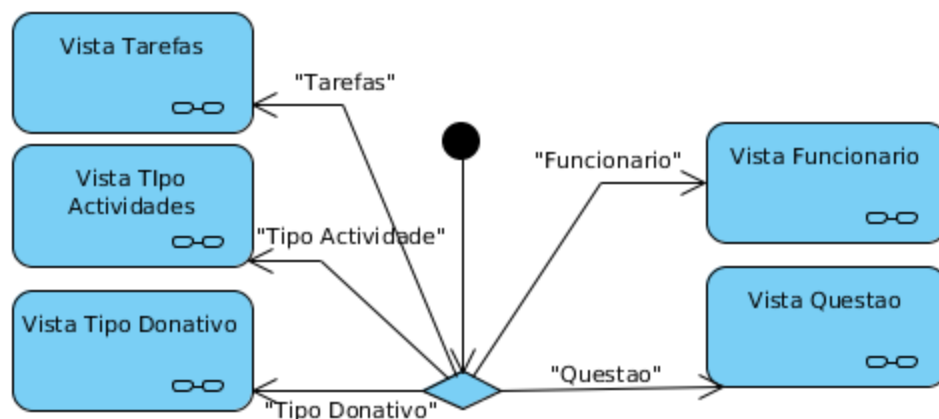 Vista Tarefas
"Tarefas"
Vista TIpo
Actividades
"Tipo Actividade"
Vista Tipo Donativo
"Tipo Donativo"
"Funcionario"
Vista Funcionario
Vista Questao
"Questao"